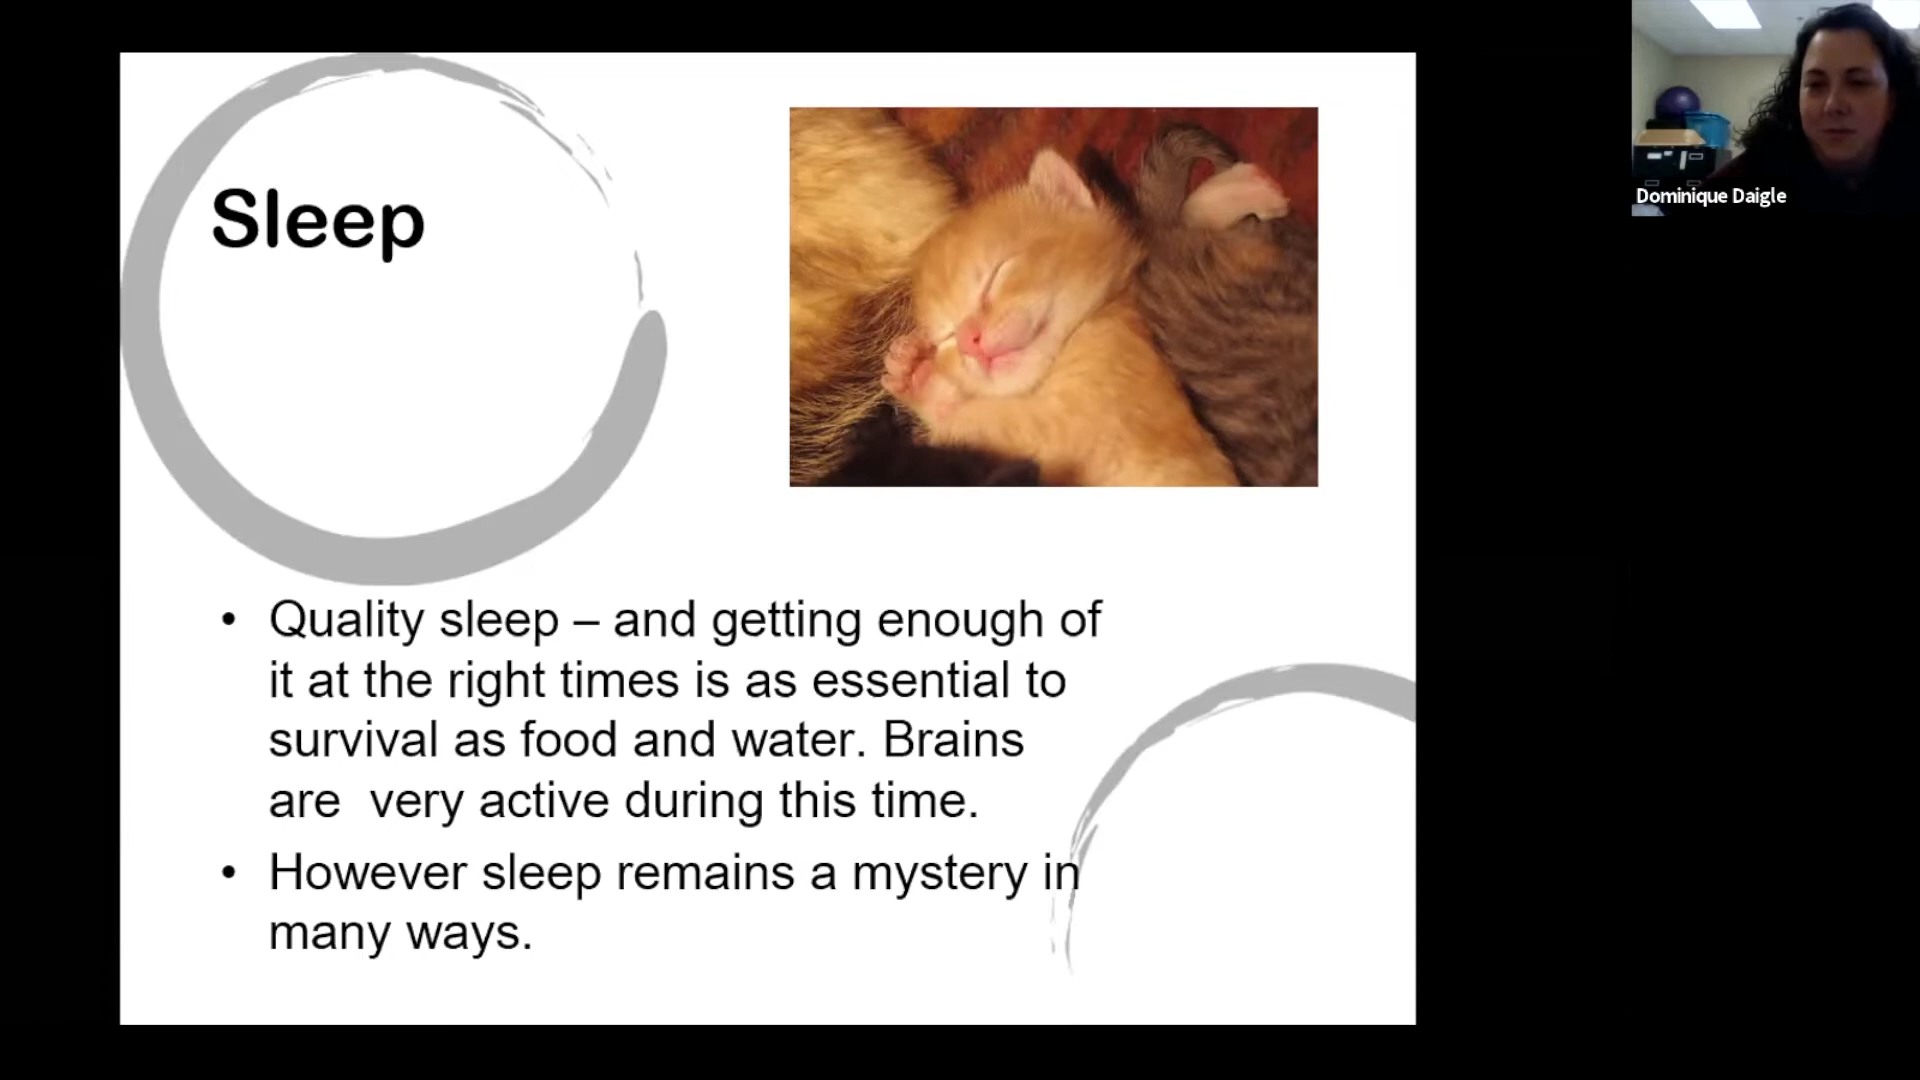 Sleep
Dominique Daigle
• Quality sleep – and getting enough of
it at the right times is as essential to
survival as food and water. Brains
are  very active during this time.
• However sleep remains a mystery in
many ways.